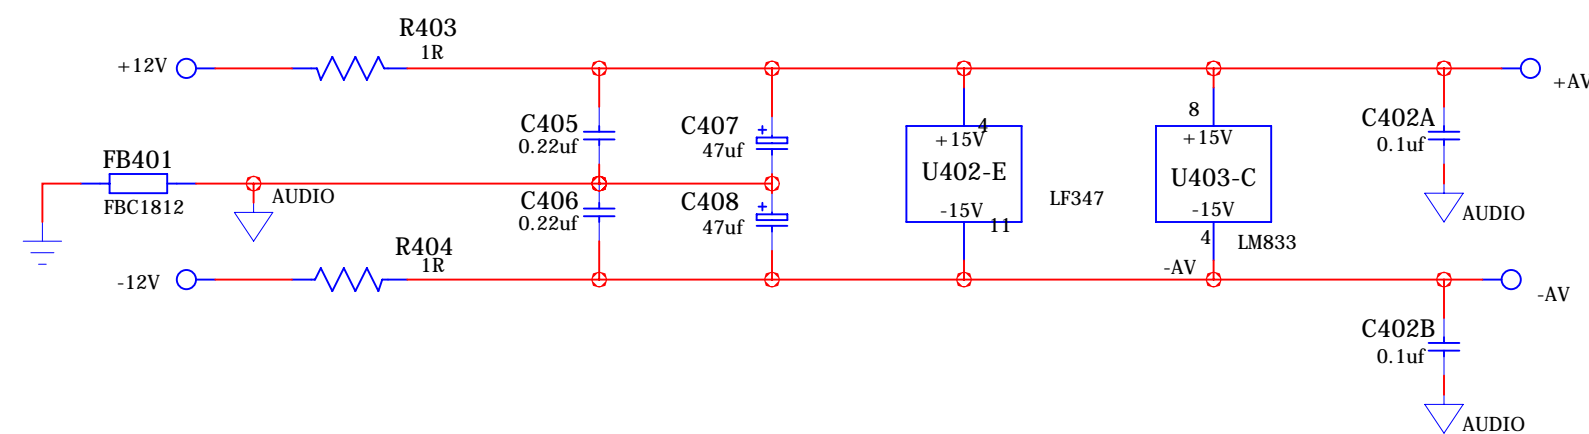 R403
1R
+12V
+AV
C405
0.22uf
C407
47uf
4
+15V
U402-E
-15V
11
LF347
8
+15V
U403-C
-15V
4
LM833
-AV
C402A
0.1uf
AUDIO
FB401
FBC1812
AUDIO
C406
0.22uf
C408
47uf
R404
1R
-12V
-AV
C402B
0.1uf
AUDIO